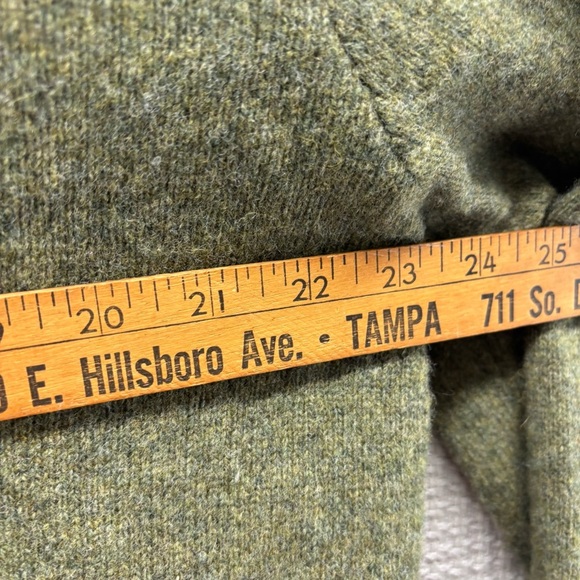 20 21 22 23 24 25
E. Hillsboro Ave. • TAMPA 711 So.